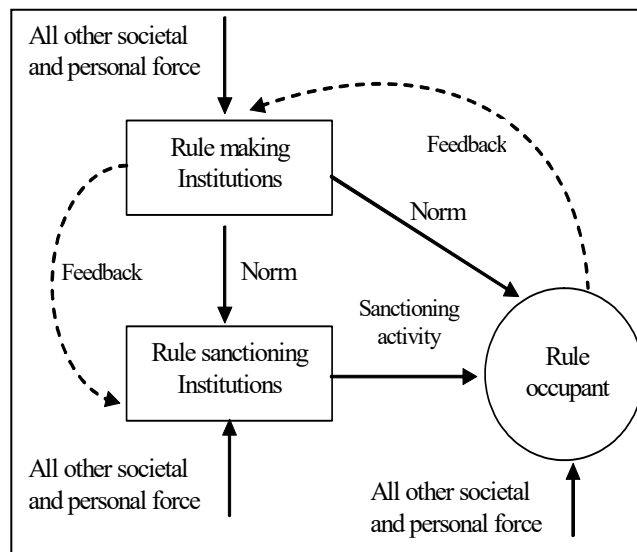 All other societal
and personal force
Feedback
Rule making
Institutions
Norm
Feedback
Norm
Sanctioning
activity
Rule sanctioning
Institutions
Rule
occupant
All other societal
and personal force
All other societal
and personal force